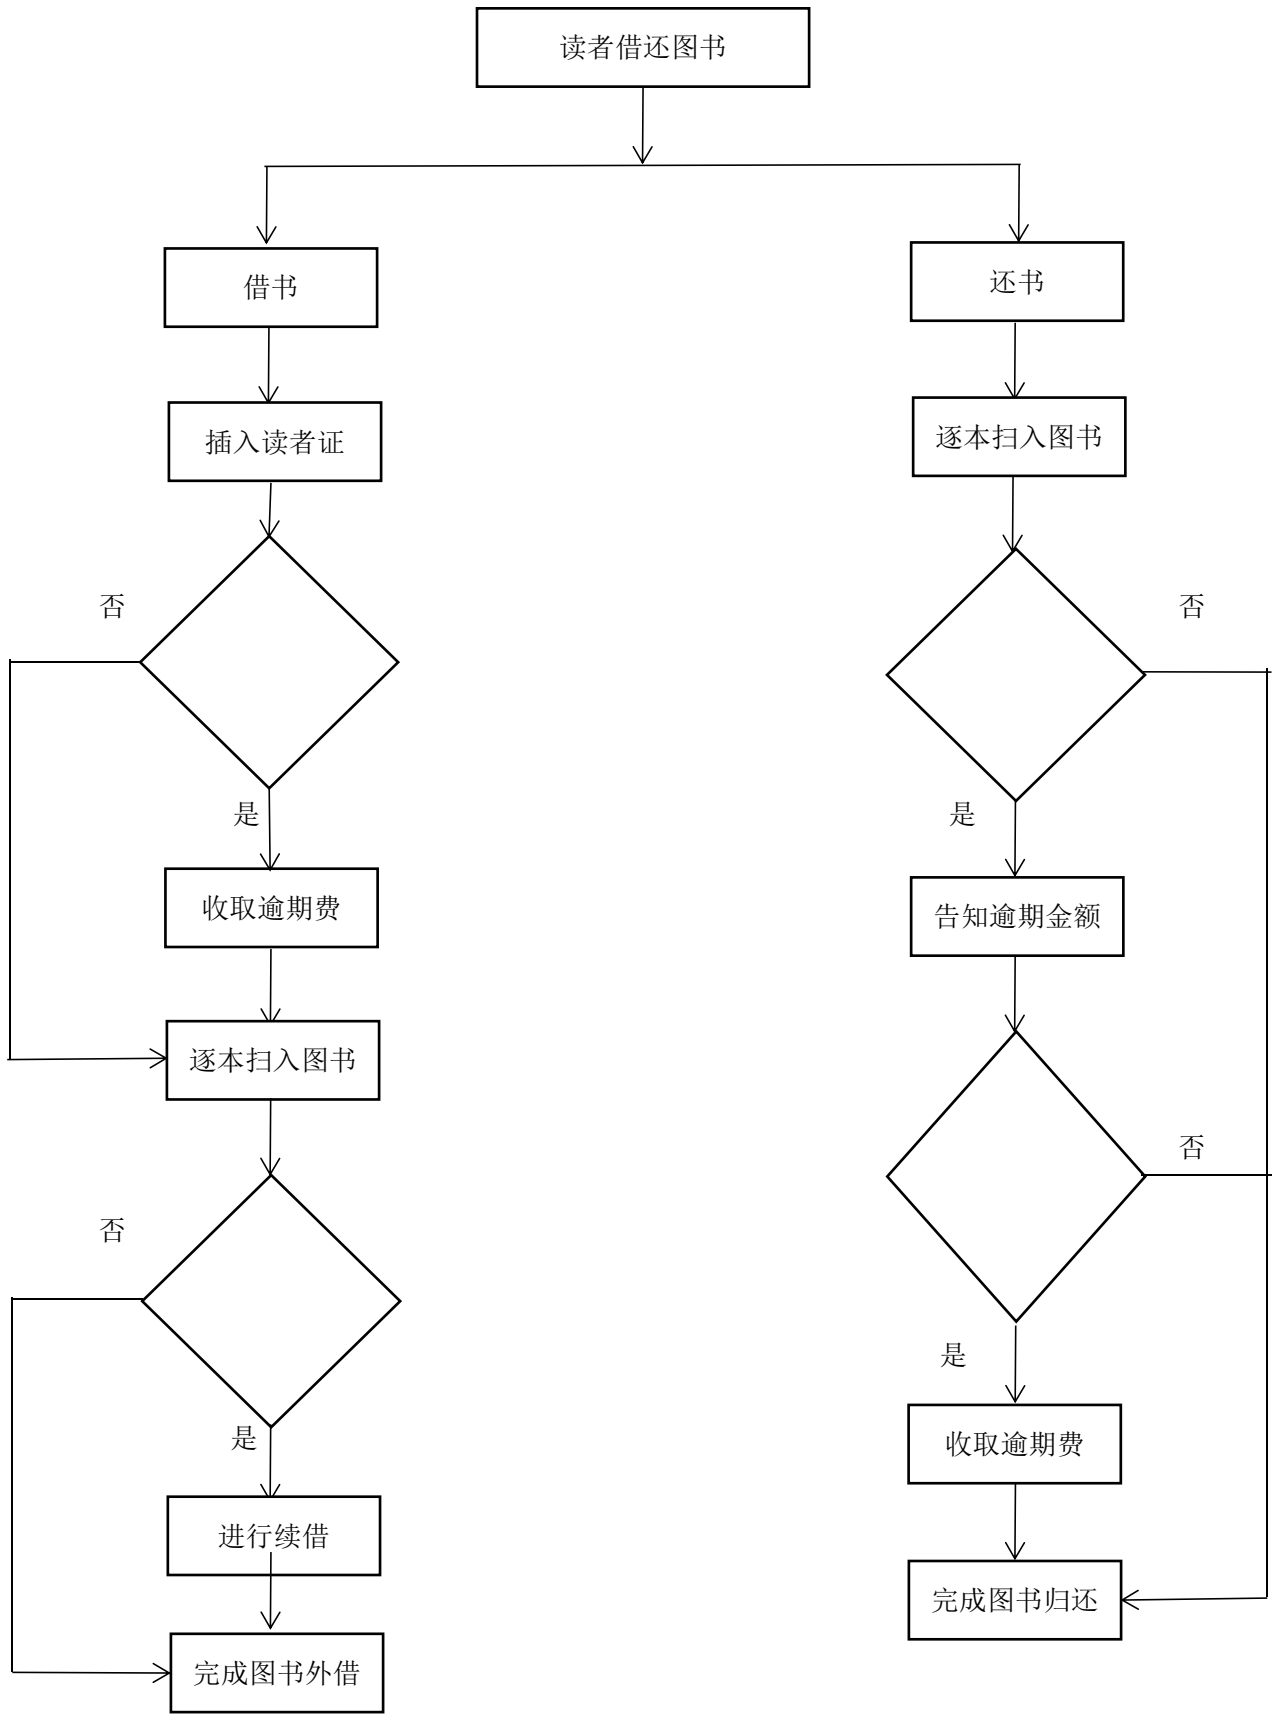 读者借还图书
借书
还书
插入读者证
逐本扫入图书
否
否
是
是
收取逾期费
告知逾期金额
逐本扫入图书
否
否
是
是
收取逾期费
进行续借
完成图书归还
完成图书外借